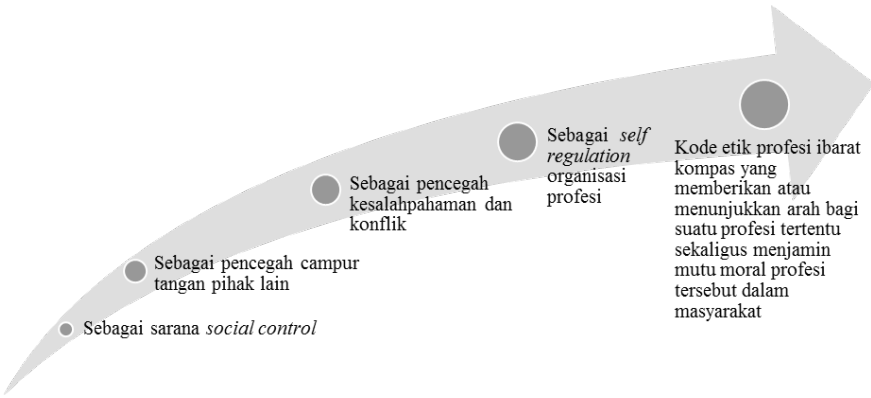 Sebagai sarana social control
Sebagai pencegah campur
tangan pihak lain
Sebagai pencegah
kesalahpahaman dan
konflik
Sebagai self
regulation
organisasi
profesi
Kode etik profesi ibarat
kompas yang
memberikan atau
menunjukkan arah bagi
suatu profesi tertentu
sekaligus menjamin
mutu moral profesi
tersebut dalam
masyarakat